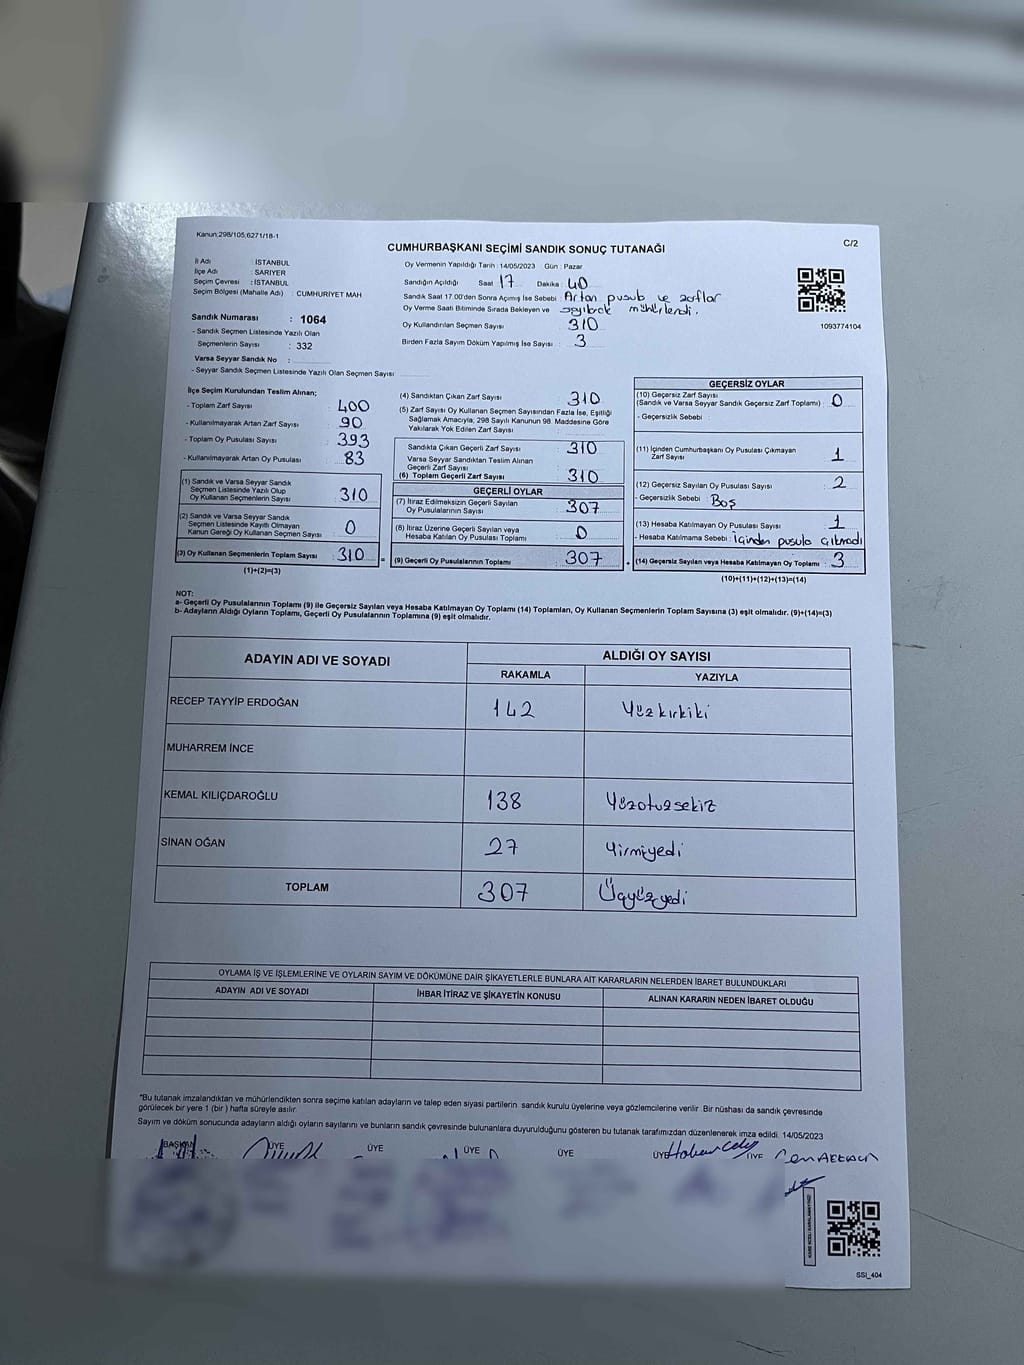 Kanun:298/105;6271/18-1
C/2
CUMHURBAŞKANI SEÇİMİ SANDIK SONUÇ TUTANAĞI
İl Adı : İSTANBUL
İlçe Adı : SARIYER
Seçim Çevresi : İSTANBUL
Seçim Bölgesi (Mahalle Adı) : CUMHURİYET MAH
Sandık Numarası : 1064
- Sandık Seçmen Listesinde Yazılı Olan
Seçmenlerin Sayısı : 332
Varsa Seyyar Sandık No :
- Seyyar Sandık Seçmen Listesinde Yazılı Olan Seçmen Sayısı
Oy Vermenin Yapıldığı Tarih : 14/05/2023 Gün : Pazar
Sandığın Açıldığı Saat 17 Dakika : 40
Sandık Saat 17.00'den Sonra Açımış İse Sebebi : Artan pusula ve zarflar
Oy Verme Saati Bitiminde Sırada Bekleyen ve sayılarak mühürlendi.
Oy Kullandırılan Seçmen Sayısı 310
Birden Fazla Sayım Döküm Yapılmış İse Sayısı : 3
1093774104
İlçe Seçim Kurulundan Teslim Alınan;
- Toplam Zarf Sayısı : 400
- Kullanılmayarak Artan Zarf Sayısı : 90
- Toplam Oy Pusulası Sayısı : 393
- Kullanılmayarak Artan Oy Pusulası : 83
(1) Sandık ve Varsa Seyyar Sandık
Seçmen Listesinde Yazılı Olup
Oy Kullanan Seçmenlerin Sayısı : 310
(2) Sandık ve Varsa Seyyar Sandık
Seçmen Listesinde Kayıtlı Olmayan
Kanun Gereği Oy Kullanan Seçmen Sayısı : 0
(3) Oy Kullanan Seçmenlerin Toplam Sayısı : 310
(1)+(2)=(3)
(4) Sandıktan Çıkan Zarf Sayısı : 310
(5) Zarf Sayısı Oy Kullanan Seçmen Sayısından Fazla İse, Eşitliği
Sağlamak Amacıyla; 298 Sayılı Kanunun 98. Maddesine Göre
Yakılarak Yok Edilen Zarf Sayısı :
Sandıkta Çıkan Geçerli Zarf Sayısı : 310
Varsa Seyyar Sandıktan Teslim Alınan
Geçerli Zarf Sayısı
(6) Toplam Geçerli Zarf Sayısı : 310
GEÇERLİ OYLAR
(7) İtiraz Edilmeksizin Geçerli Sayılan
Oy Pusulalarının Sayısı : 307
(8) İtiraz Üzerine Geçerli Sayılan veya
Hesaba Katılan Oy Pusulası Toplamı : 0
= (9) Geçerli Oy Pusulalarının Toplamı : 307 +
GEÇERSİZ OYLAR
(10) Geçersiz Zarf Sayısı
(Sandık ve Varsa Seyyar Sandık Geçersiz Zarf Toplamı) : 0
- Geçersizlik Sebebi :
(11) İçinden Cumhurbaşkanı Oy Pusulası Çıkmayan
Zarf Sayısı : 1
(12) Geçersiz Sayılan Oy Pusulası Sayısı : 2
- Geçersizlik Sebebi : Boş
(13) Hesaba Katılmayan Oy Pusulası Sayısı : 1
- Hesaba Katılmama Sebebi : İçinden pusula çıkmadı
(14) Geçersiz Sayılan veya Hesaba Katılmayan Oy Toplamı : 3
(10)+(11)+(12)+(13)=(14)
NOT:
a- Geçerli Oy Pusulalarının Toplamı (9) ile Geçersiz Sayılan veya Hesaba Katılmayan Oy Toplamı (14) Toplamları, Oy Kullanan Seçmenlerin Toplam Sayısına (3) eşit olmalıdır. (9)+(14)=(3)
b- Adayların Aldığı Oyların Toplamı, Geçerli Oy Pusulalarının Toplamına (9) eşit olmalıdır.
ADAYIN ADI VE SOYADI ALDIĞI OY SAYISI
RAKAMLA YAZIYLA
RECEP TAYYİP ERDOĞAN 142 Yüzkırkiki
MUHARREM İNCE
KEMAL KILIÇDAROĞLU 138 Yüzotuzsekiz
SİNAN OĞAN 27 Yirmiyedi
TOPLAM 307 Üçyüzyedi
OYLAMA İŞ VE İŞLEMLERİNE VE OYLARIN SAYIM VE DÖKÜMÜNE DAİR ŞİKAYETLERLE BUNLARA AİT KARARLARIN NELERDEN İBARET BULUNDUKLARI
ADAYIN ADI VE SOYADI İHBAR İTİRAZ VE ŞİKAYETİN KONUSU ALINAN KARARIN NEDEN İBARET OLDUĞU
*Bu tutanak imzalandıktan ve mühürlendikten sonra seçime katılan adayların ve talep eden siyasi partilerin sandık kurulu üyelerine veya gözlemcilerine verilir. Bir nüshası da sandık çevresinde
görülecek bir yere 1 (bir ) hafta süreyle asılır.
Sayım ve döküm sonucunda adayların aldığı oyların sayılarını ve bunların sandık çevresinde bulunanlara duyurulduğunu gösteren bu tutanak tarafımızdan düzenlenerek imza edildi. 14/05/2023
BAŞKAN ÜYE ÜYE ÜYE ÜYE ÜYE ÜYE
SSI_404